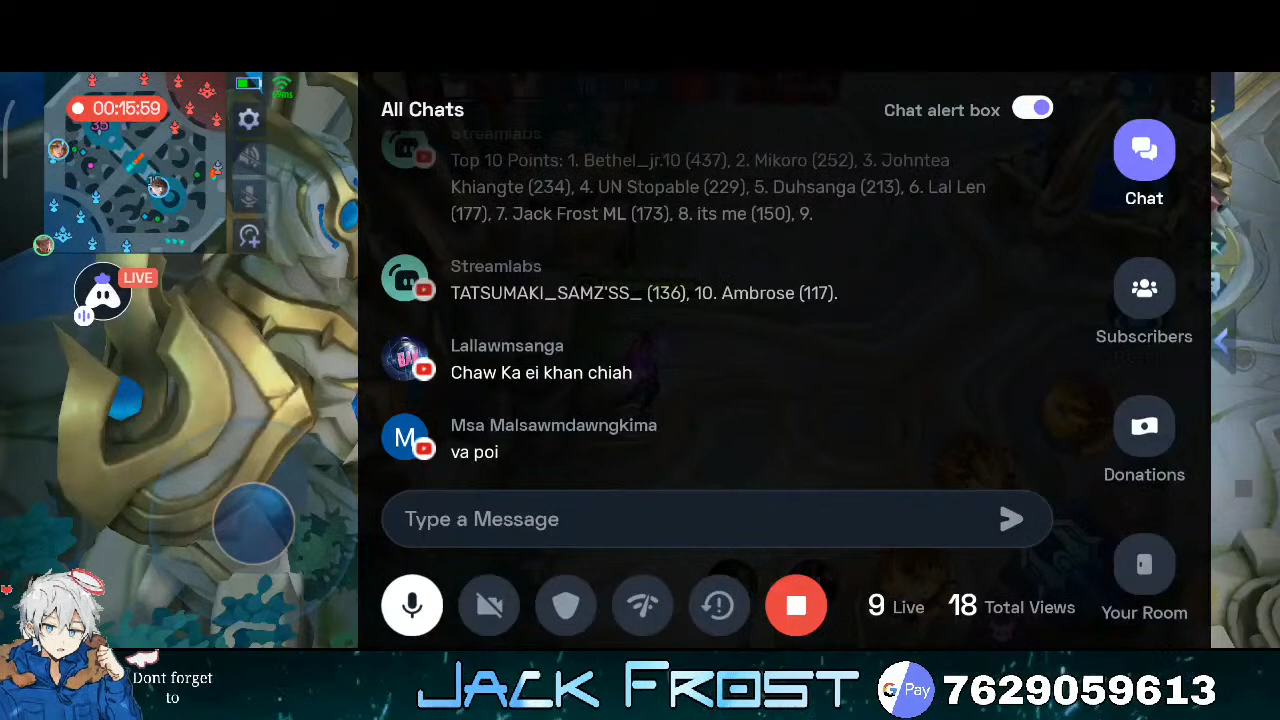 00:15:59
35
59ms
LIVE
All Chats
Chat alert box
Streamlabs
Top 10 Points: 1. Bethel_jr.10 (437), 2. Mikoro (252), 3. Johntea
Khiangte (234), 4. UN Stopable (229), 5. Duhsanga (213), 6. Lal Len
(177), 7. Jack Frost ML (173), 8. its me (150), 9.
Streamlabs
TATSUMAKI_SAMZ'SS_ (136), 10. Ambrose (117).
Lallawmsanga
Chaw Ka ei khan chiah
M
Msa Malsawmdawngkima
va poi
Type a Message
9 Live
18 Total Views
Chat
Subscribers
Donations
Your Room
Dont forget
to
JACK FROST
G Pay
7629059613